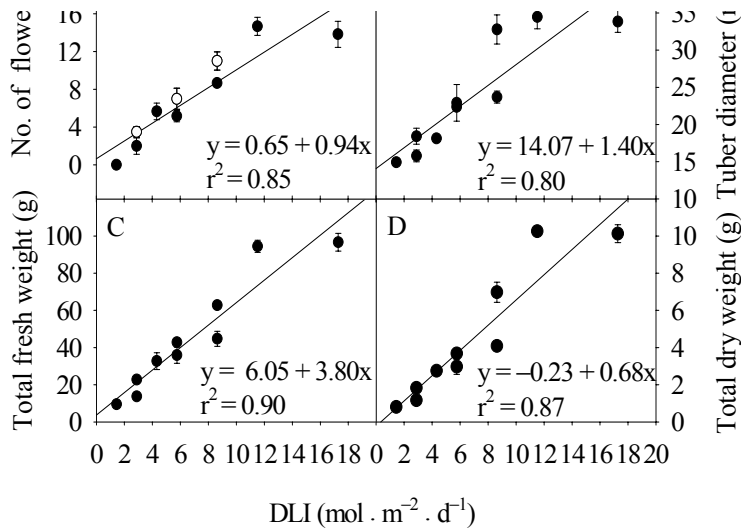 No. of flowe
16
12
8
4
0
y = 0.65 + 0.94x
r2 = 0.85
y = 14.07 + 1.40x
r2 = 0.80
35
30
25
20
15
10
Tuber diameter
Total fresh weight (g)
100
80
60
40
20
0
C
y = 6.05 + 3.80x
r2 = 0.90
D
y = –0.23 + 0.68x
r2 = 0.87
10
8
6
4
2
0
Total dry weight (g)
0 2 4 6 8 10 12 14 16 18
0 2 4 6 8 10 12 14 16 18 20
DLI (mol · m–2 · d–1)